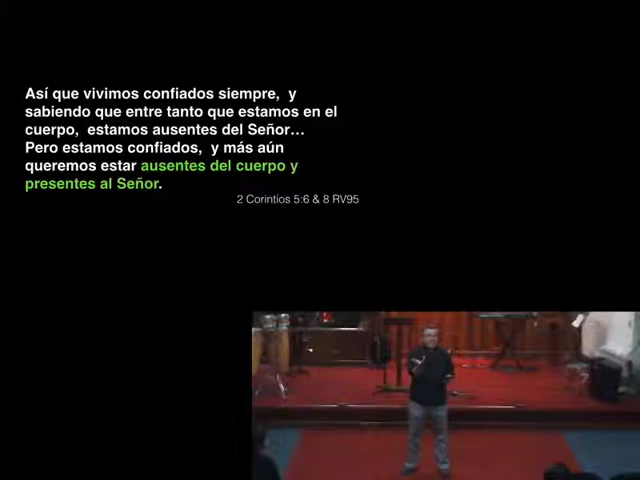 Así que vivimos confiados siempre, y
sabiendo que entre tanto que estamos en el
cuerpo, estamos ausentes del Señor...
Pero estamos confiados, y más aún
queremos estar ausentes del cuerpo y
presentes al Señor.
2 Corintios 5:6 & 8 RV95